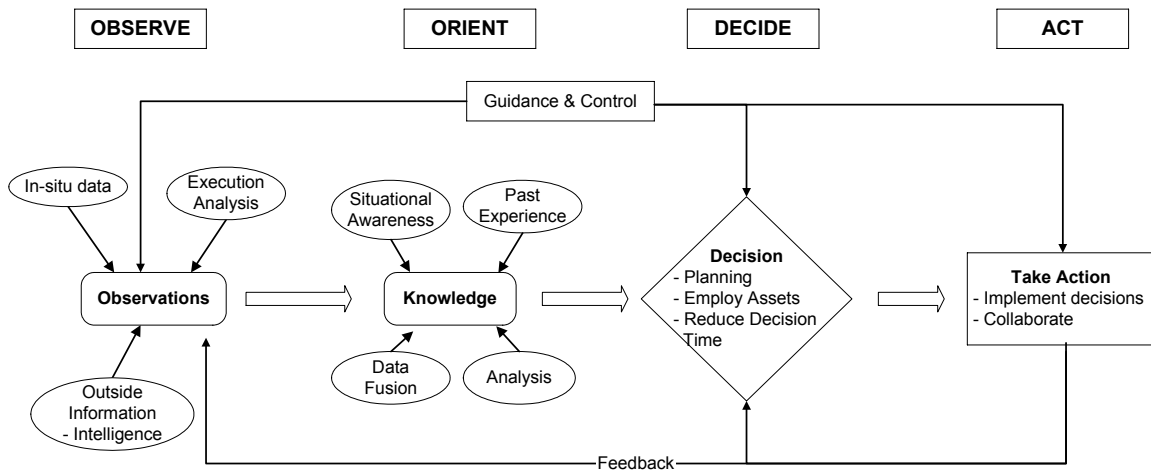 OBSERVE
ORIENT
DECIDE
ACT
Guidance & Control
In-situ data
Execution
Analysis
Situational
Awareness
Past
Experience
Observations
Knowledge
Decision
- Planning
- Employ Assets
- Reduce Decision
Time
Take Action
- Implement decisions
- Collaborate
Outside
Information
- Intelligence
Data
Fusion
Analysis
Feedback